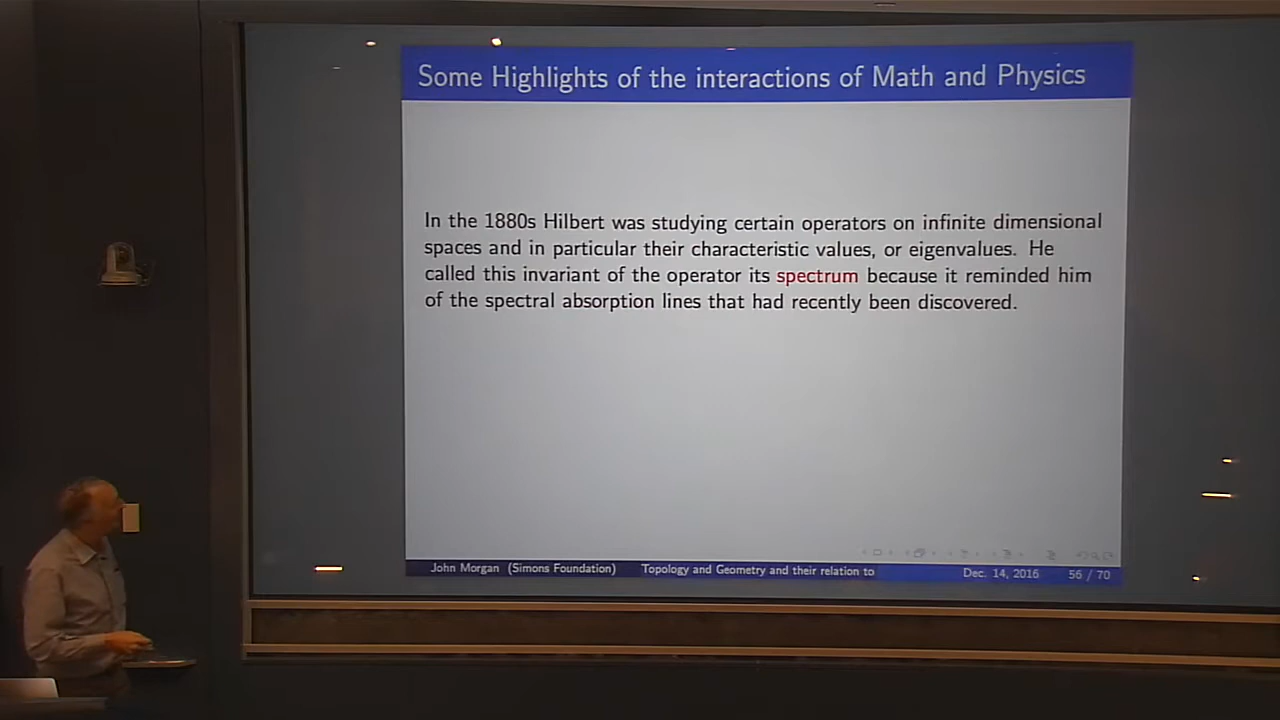 Some Highlights of the interactions of Math and Physics
In the 1880s Hilbert was studying certain operators on infinite dimensional
spaces and in particular their characteristic values, or eigenvalues. He
called this invariant of the operator its spectrum because it reminded him
of the spectral absorption lines that had recently been discovered.
John Morgan (Simons Foundation) Topology and Geometry and their relation to Dec. 14, 2016 56 / 70